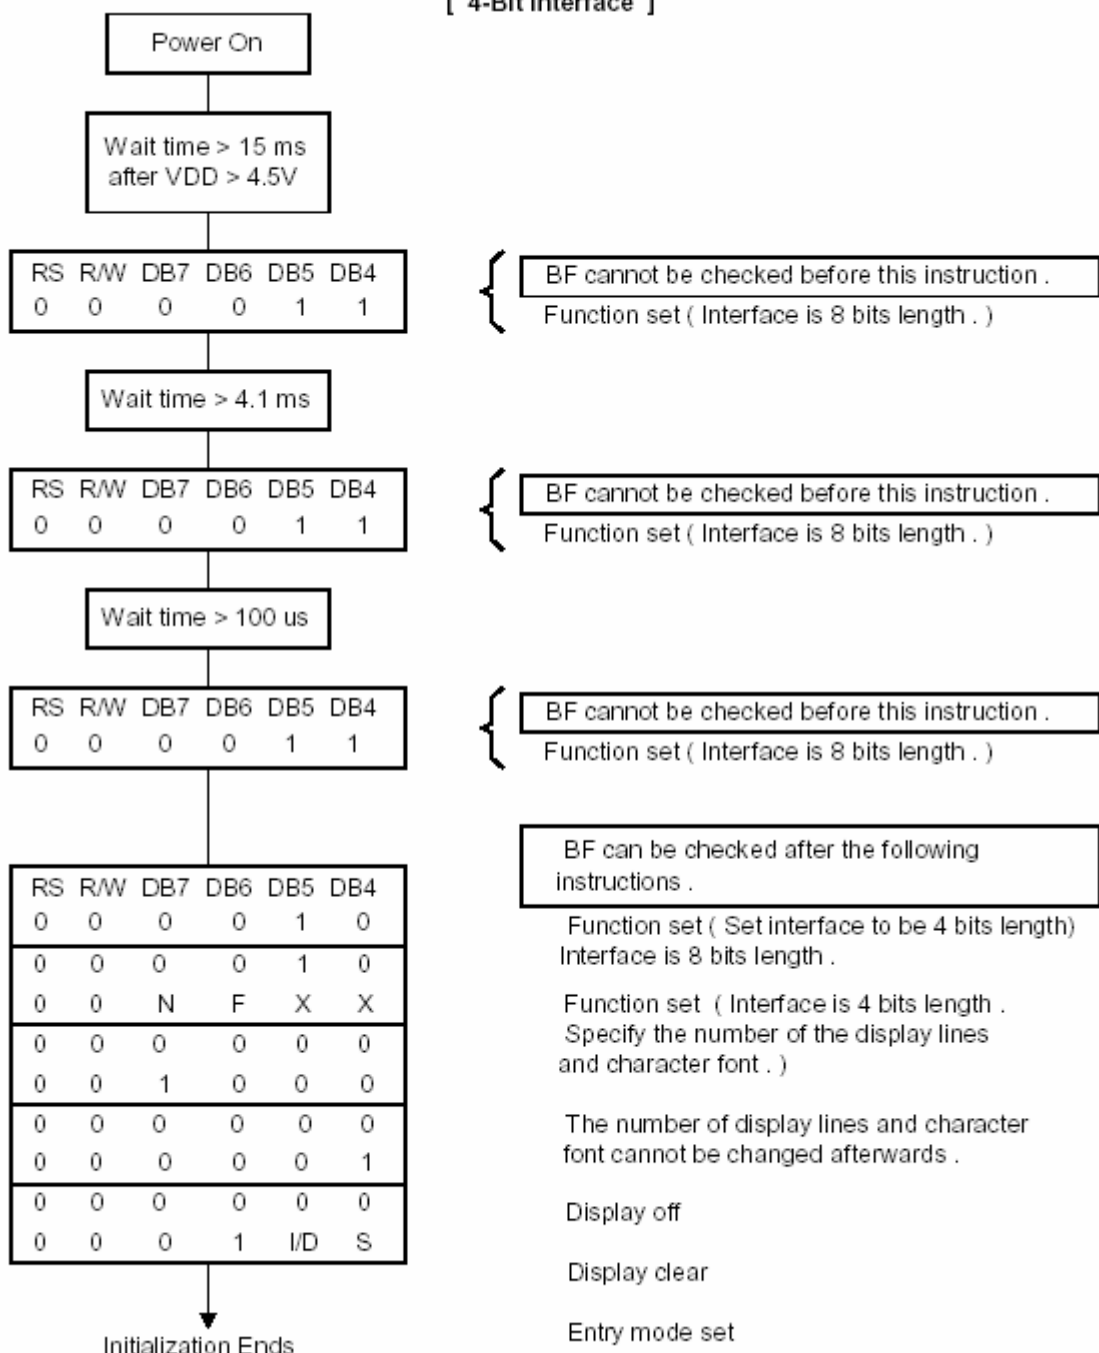 [ 4-Bit Interface ]
Power On
Wait time > 15 ms
after VDD > 4.5V
RS R/W DB7 DB6 DB5 DB4
0 0 0 0 1 1
BF cannot be checked before this instruction .
Function set ( Interface is 8 bits length . )
Wait time > 4.1 ms
RS R/W DB7 DB6 DB5 DB4
0 0 0 0 1 1
BF cannot be checked before this instruction .
Function set ( Interface is 8 bits length . )
Wait time > 100 us
RS R/W DB7 DB6 DB5 DB4
0 0 0 0 1 1
BF cannot be checked before this instruction .
Function set ( Interface is 8 bits length . )
RS R/W DB7 DB6 DB5 DB4
0 0 0 0 1 0
0 0 0 0 1 0
0 0 N F X X
0 0 0 0 0 0
0 0 1 0 0 0
0 0 0 0 0 0
0 0 0 0 0 1
0 0 0 0 0 0
0 0 0 1 I/D S
BF can be checked after the following
instructions .
Function set ( Set interface to be 4 bits length)
Interface is 8 bits length .
Function set ( Interface is 4 bits length .
Specify the number of the display lines
and character font . )
The number of display lines and character
font cannot be changed afterwards .
Display off
Display clear
Entry mode set
Initialization Ends